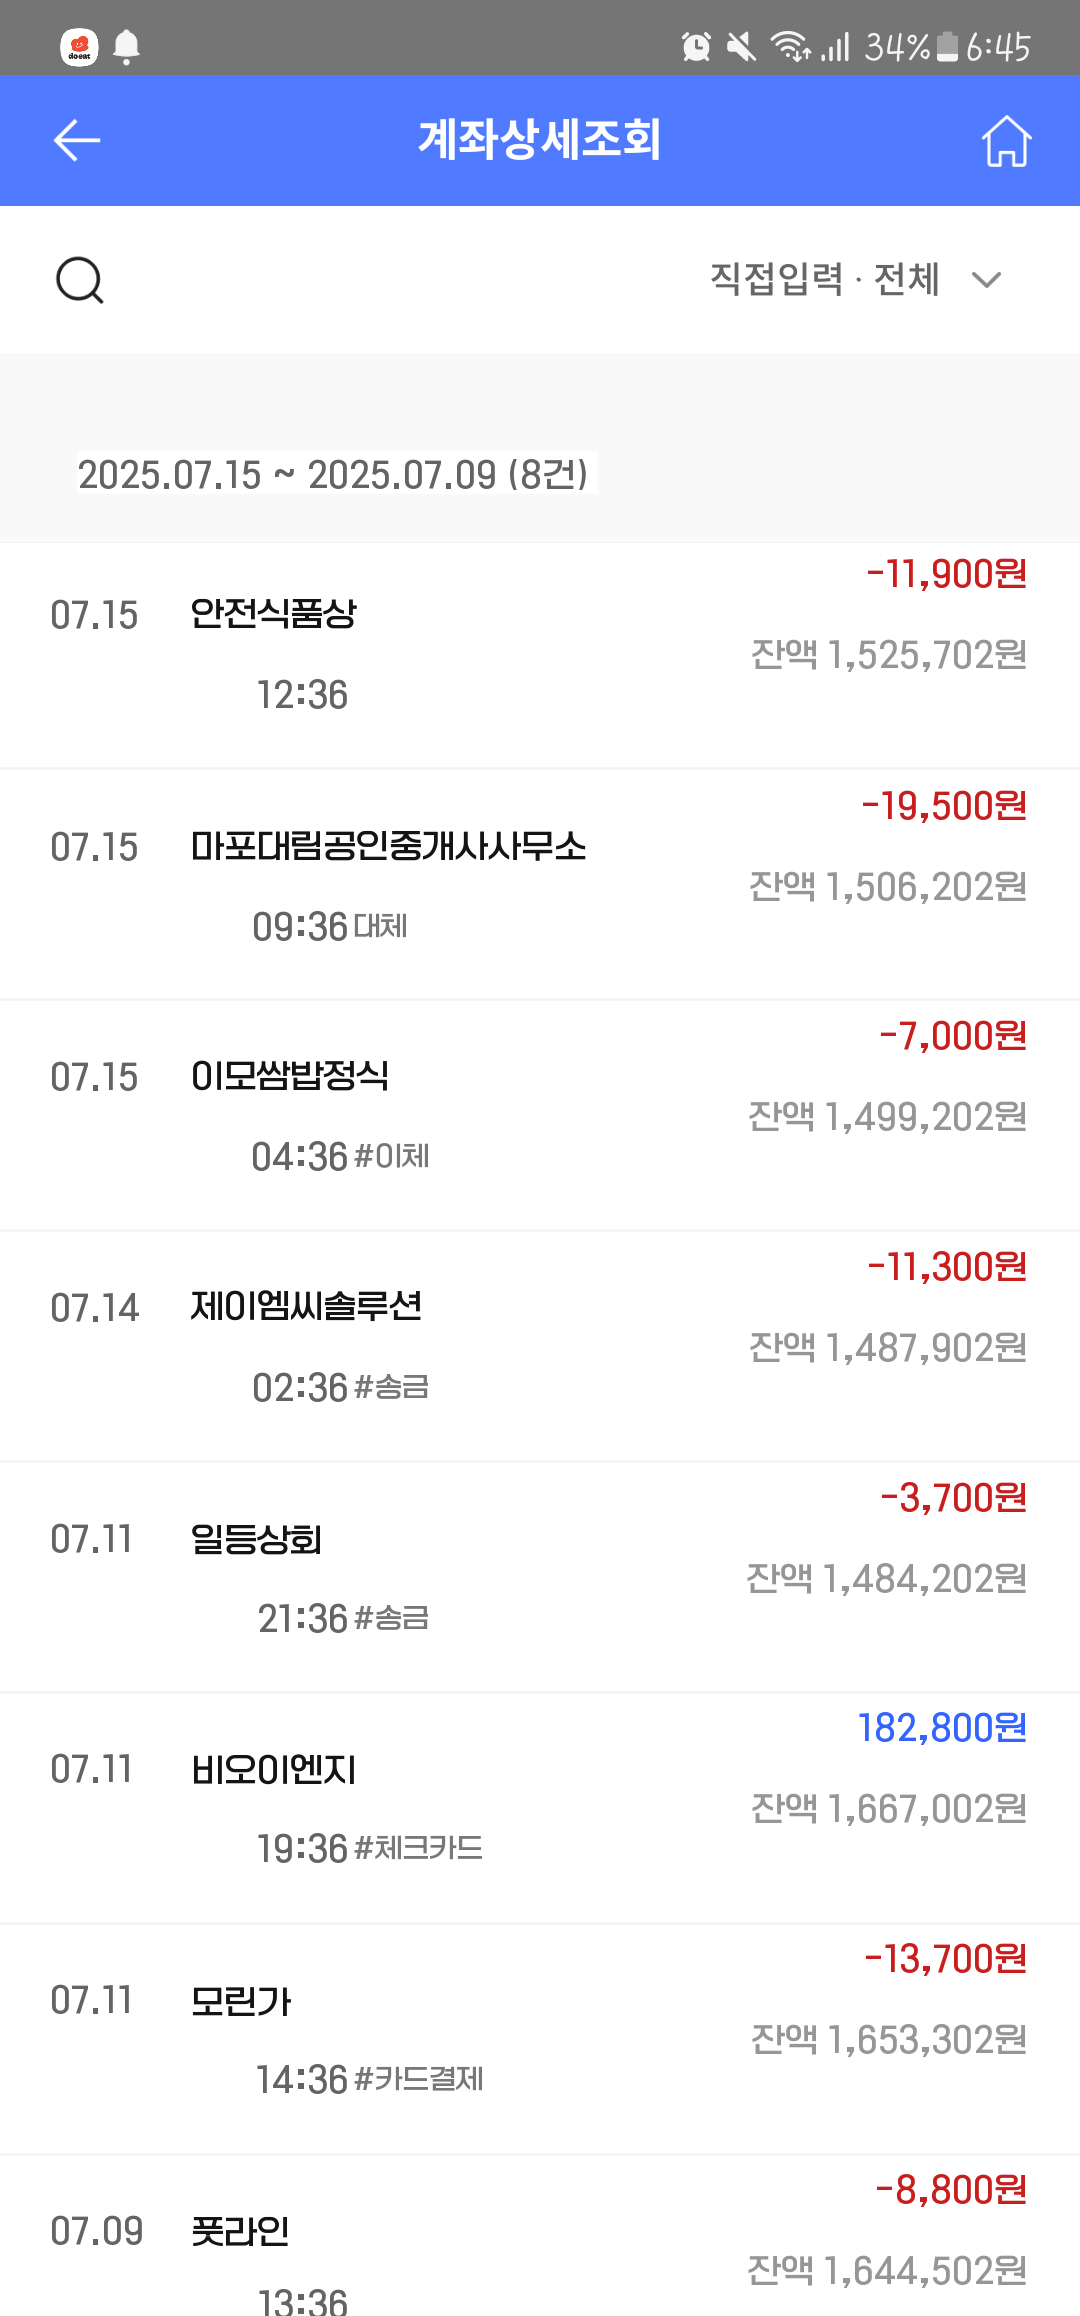 doeat
34% 6:45
계좌상세조회
직접입력 · 전체
2025.07.15 ~ 2025.07.09 (8건)
-11,900원
07.15 안전식품상
잔액 1,525,702원
12:36
-19,500원
07.15 마포대림공인중개사사무소
잔액 1,506,202원
09:36 대체
-7,000원
07.15 이모쌈밥정식
잔액 1,499,202원
04:36 #이체
-11,300원
07.14 제이엠씨솔루션
잔액 1,487,902원
02:36 #송금
-3,700원
07.11 일등상회
잔액 1,484,202원
21:36 #송금
182,800원
07.11 비오이엔지
잔액 1,667,002원
19:36 #체크카드
-13,700원
07.11 모린가
잔액 1,653,302원
14:36 #카드결제
-8,800원
07.09 풋라인
잔액 1,644,502원
13:36